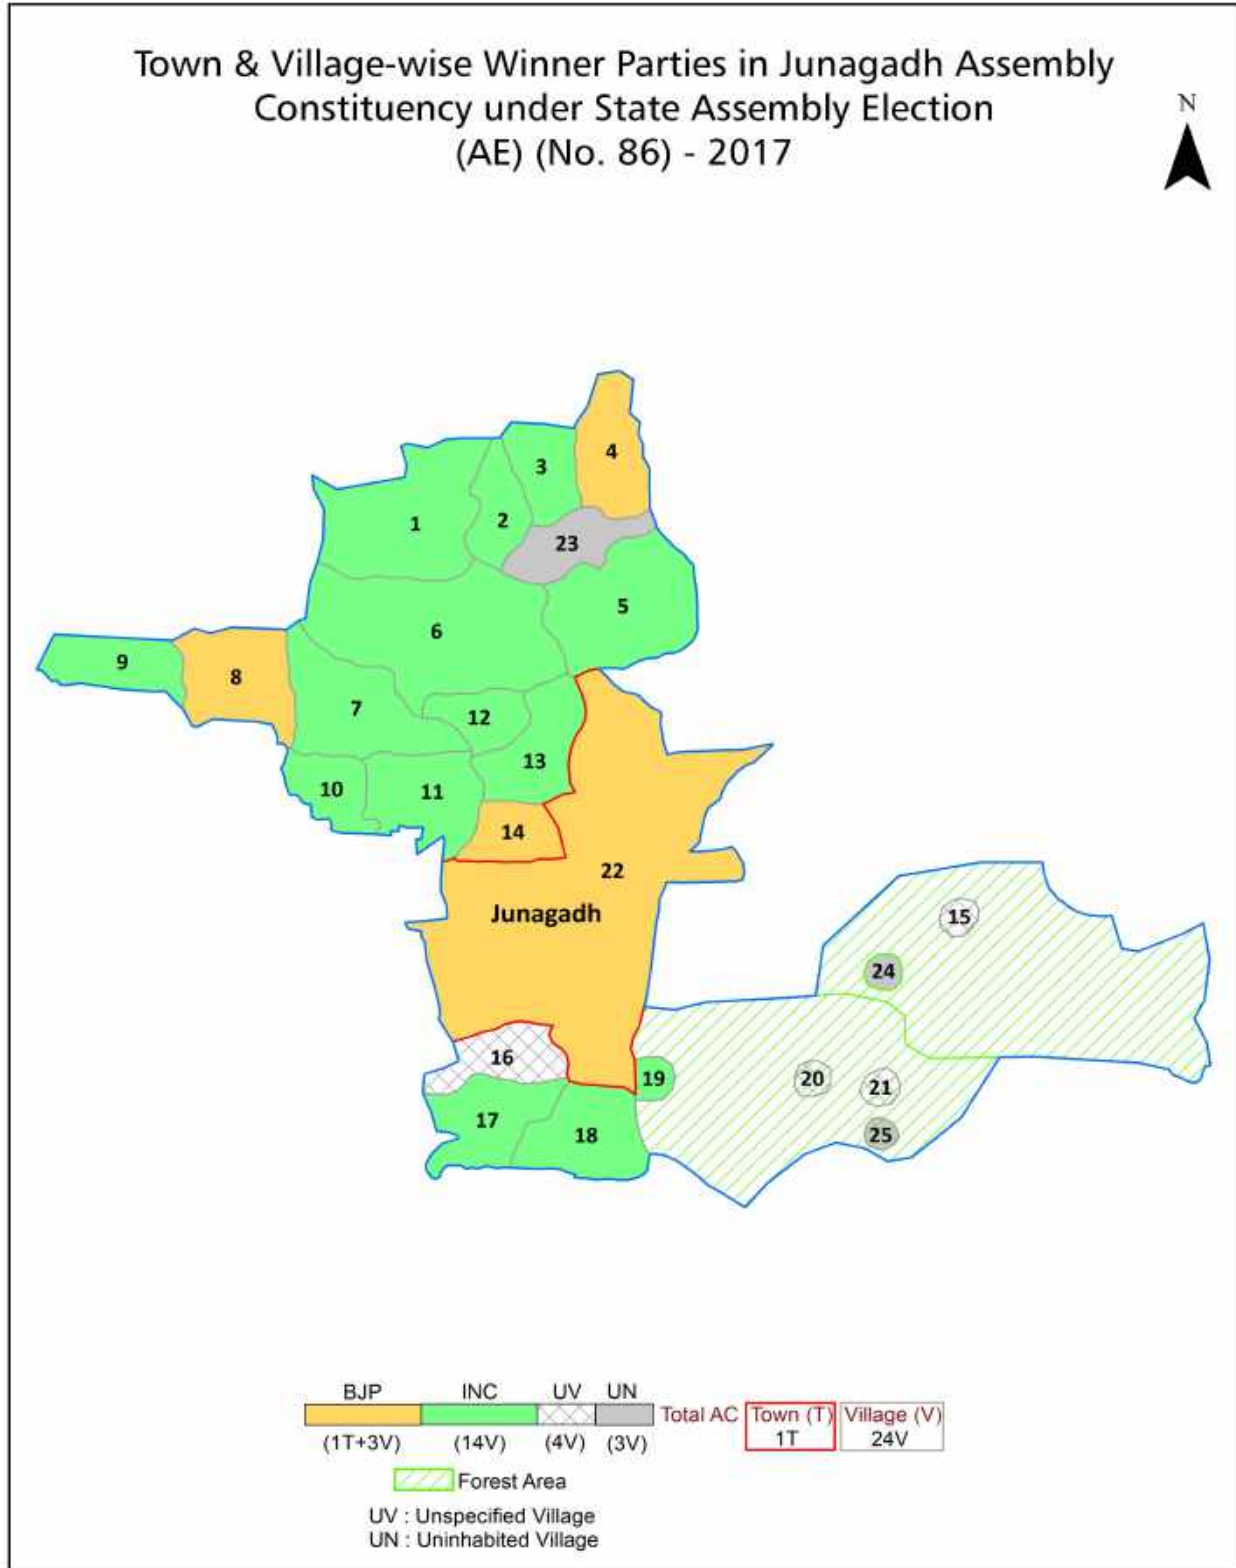 Town & Village-wise Winner Parties in Junagadh Assembly
Constituency under State Assembly Election
(AE) (No. 86) - 2017
N
4
3
1
2
23
5
6
9
8
7
12
13
10
11
14
22
Junagadh
15
24
16
19
20
21
17
18
25
BJP INC UV UN
Total AC Town (T) Village (V)
1T 24V
(1T+3V) (14V) (4V) (3V)
Forest Area
UV : Unspecified Village
UN : Uninhabited Village